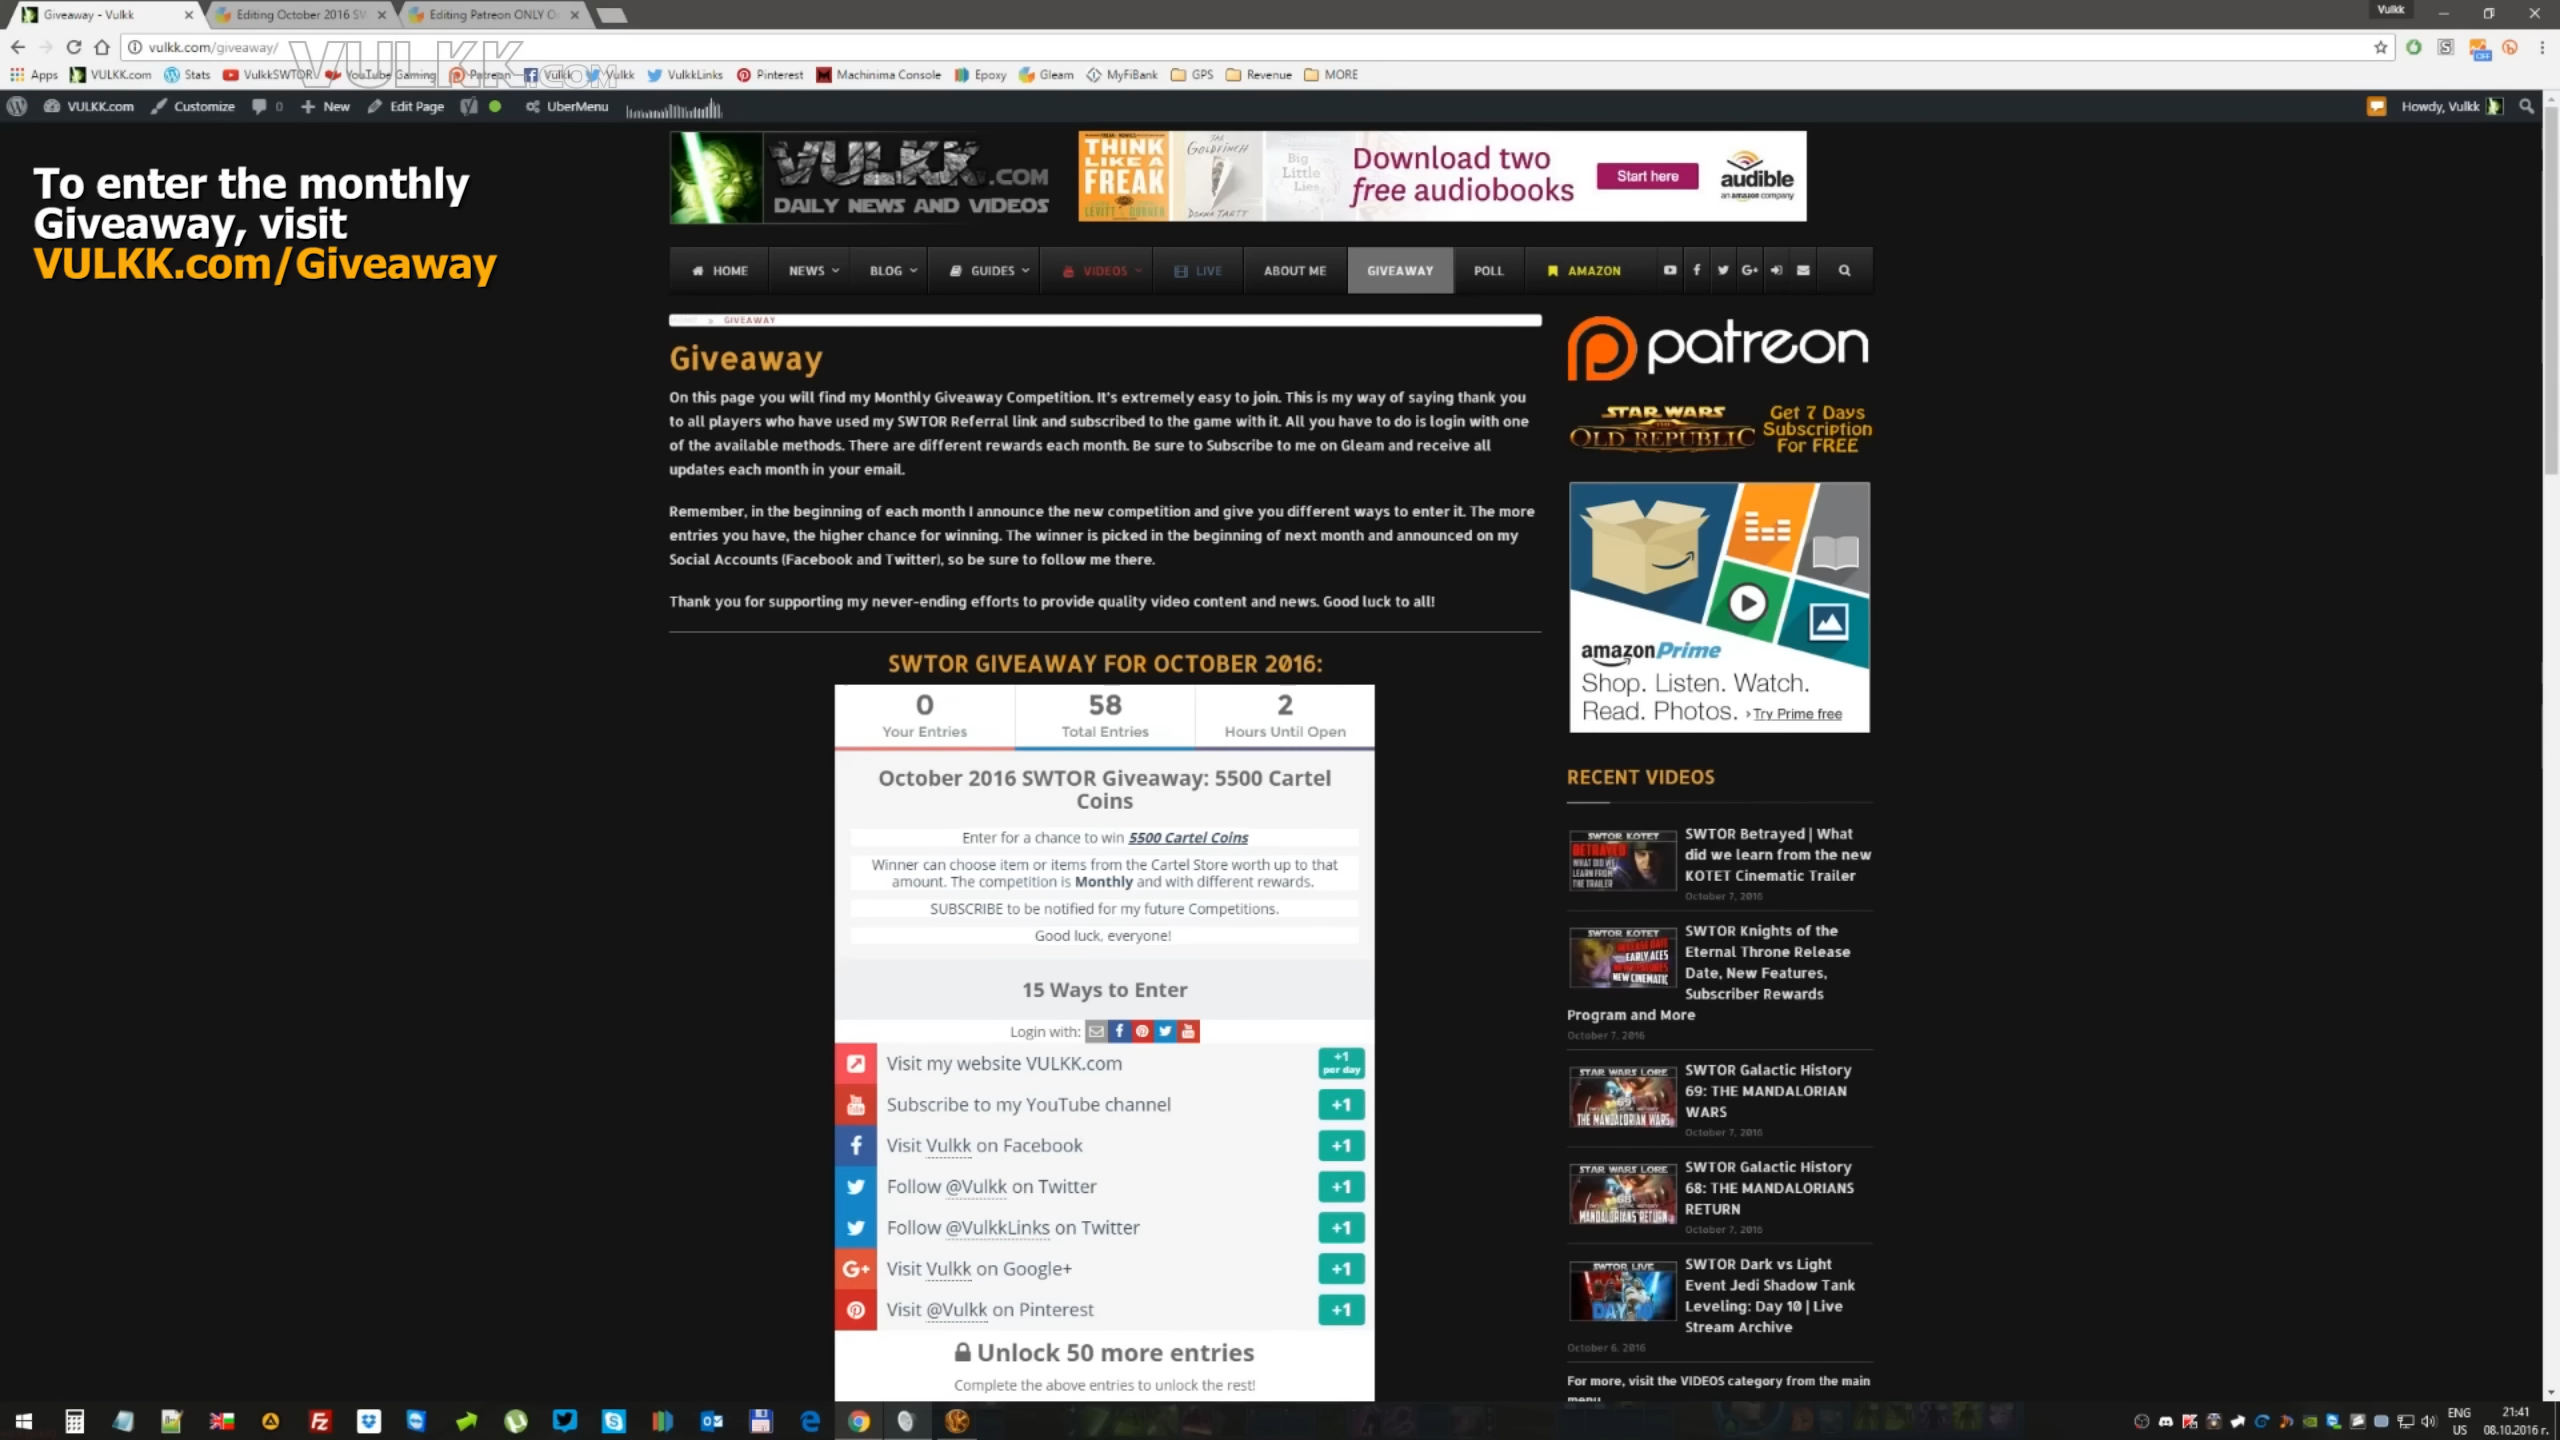 Giveaway - Vulkk
Editing October 2016 SW
Editing Patreon ONLY O
Vulkk
vulkk.com/giveaway/
VULKK.COM
Apps VULKK.com Stats VulkkSWTOR YouTube Gaming Patreon Vulkk Vulkk VulkkLinks Pinterest Machinima Console Epoxy Gleam MyFiBank GPS Revenue MORE
VULKK.com Customize 0 New Edit Page UberMenu
Howdy, Vulkk
To enter the monthly
Giveaway, visit
VULKK.com/Giveaway
VULKK.COM
DAILY NEWS AND VIDEOS
THINK
LIKE A
FREAK
LEVITT DUBNER
THE
GOLDFINCH
DONNA TARTT
Big
Little
Lies
Download two
free audiobooks
Start here
audible
an amazon company
HOME NEWS BLOG GUIDES VIDEOS LIVE ABOUT ME GIVEAWAY POLL AMAZON
» GIVEAWAY
Giveaway
On this page you will find my Monthly Giveaway Competition. It's extremely easy to join. This is my way of saying thank you
to all players who have used my SWTOR Referral link and subscribed to the game with it. All you have to do is login with one
of the available methods. There are different rewards each month. Be sure to Subscribe to me on Gleam and receive all
updates each month in your email.
Remember, in the beginning of each month I announce the new competition and give you different ways to enter it. The more
entries you have, the higher chance for winning. The winner is picked in the beginning of next month and announced on my
Social Accounts (Facebook and Twitter), so be sure to follow me there.
Thank you for supporting my never-ending efforts to provide quality video content and news. Good luck to all!
SWTOR GIVEAWAY FOR OCTOBER 2016:
0 58 2
Your Entries Total Entries Hours Until Open
October 2016 SWTOR Giveaway: 5500 Cartel
Coins
Enter for a chance to win 5500 Cartel Coins
Winner can choose item or items from the Cartel Store worth up to that
amount. The competition is Monthly and with different rewards.
SUBSCRIBE to be notified for my future Competitions.
Good luck, everyone!
15 Ways to Enter
Login with:
Visit my website VULKK.com +1 per day
Subscribe to my YouTube channel +1
Visit Vulkk on Facebook +1
Follow @Vulkk on Twitter +1
Follow @VulkkLinks on Twitter +1
Visit Vulkk on Google+ +1
Visit @Vulkk on Pinterest +1
Unlock 50 more entries
Complete the above entries to unlock the rest!
patreon
STAR WARS
THE
OLD REPUBLIC
Get 7 Days
Subscription
For FREE
amazonPrime
Shop. Listen. Watch.
Read. Photos. › Try Prime free
RECENT VIDEOS
SWTOR KOTET
BETRAYED
WHAT DID WE
LEARN FROM
THE TRAILER
SWTOR Betrayed | What
did we learn from the new
KOTET Cinematic Trailer
October 7, 2016
SWTOR KOTET
NEW CINEMATIC
SWTOR Knights of the
Eternal Throne Release
Date, New Features,
Subscriber Rewards
Program and More
October 7, 2016
STAR WARS LORE
69
THE MANDALORIAN WARS
SWTOR Galactic History
69: THE MANDALORIAN
WARS
October 7, 2016
STAR WARS LORE
68
MANDALORIANS RETURN
SWTOR Galactic History
68: THE MANDALORIANS
RETURN
October 7, 2016
SWTOR LIVE
DAY 10
SWTOR Dark vs Light
Event Jedi Shadow Tank
Leveling: Day 10 | Live
Stream Archive
October 6, 2016
For more, visit the VIDEOS category from the main
menu
ENG
US
21:41
08.10.2016 г.